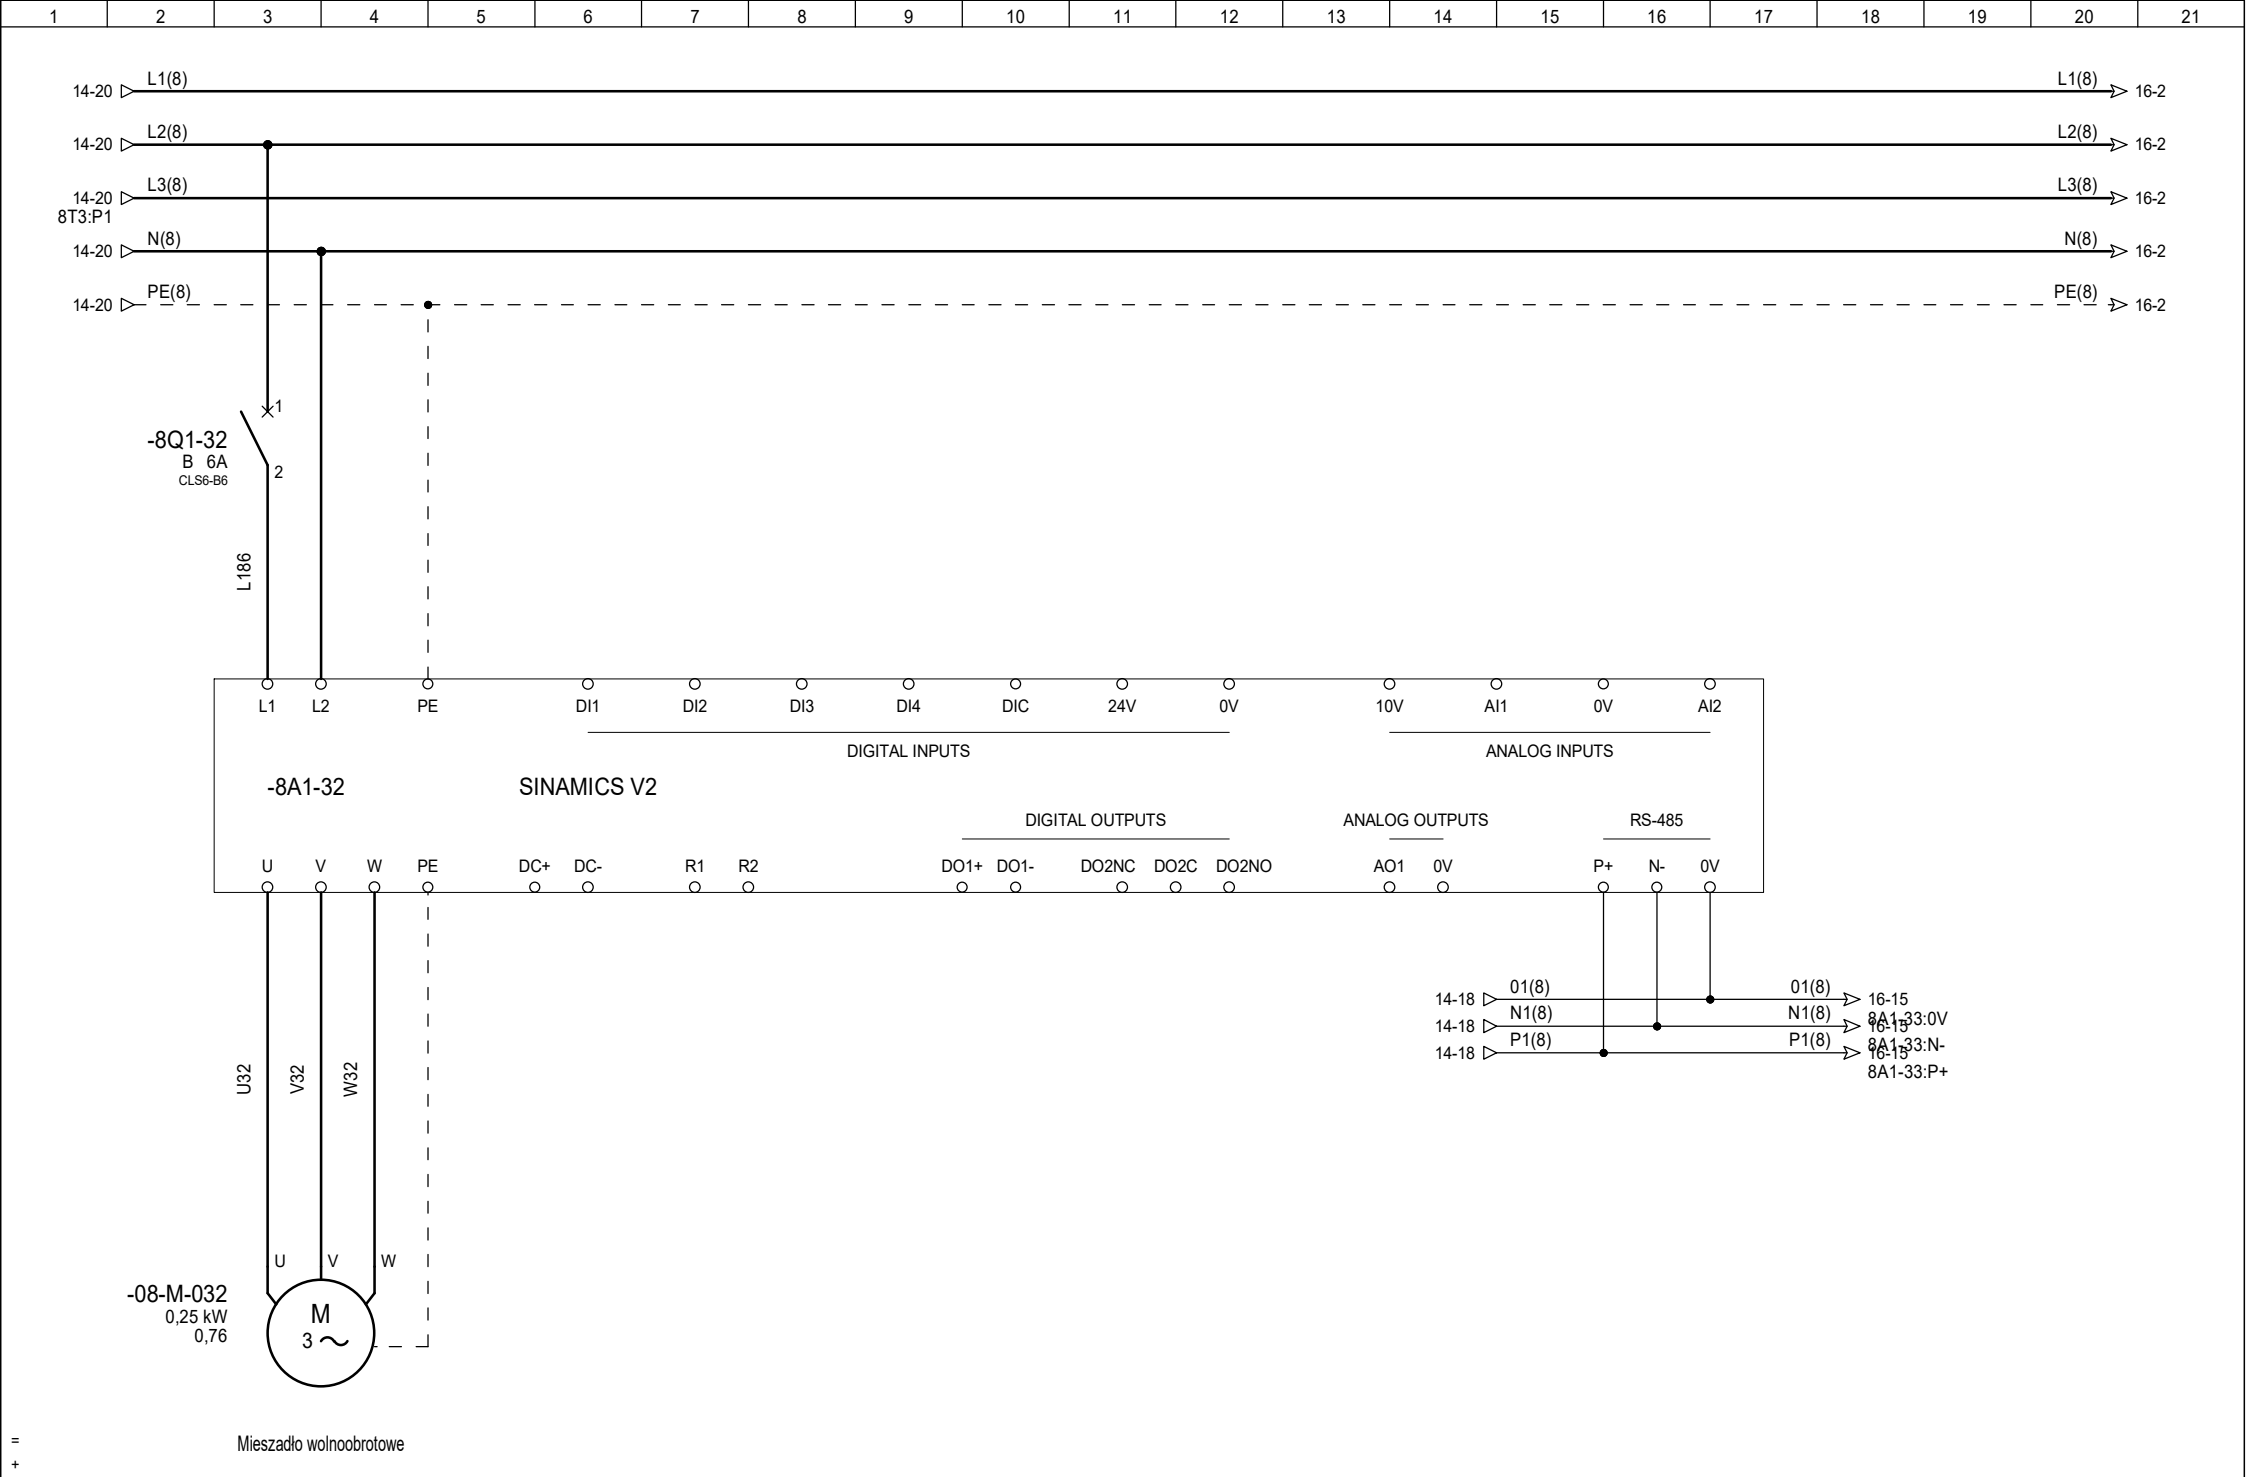 1 2 3 4 5 6 7 8 9 10 11 12 13 14 15 16 17 18 19 20 21
L1(8) L1(8)
14-20 16-2
L2(8) L2(8)
14-20 16-2
L3(8) L3(8)
14-20 16-2
8T3:P1
N(8) N(8)
14-20 16-2
PE(8) PE(8)
14-20 16-2
1
-8Q1-32
B 6A
2
CLS6-B6
L186
L1 L2 PE DI1 DI2 DI3 DI4 DIC 24V 0V 10V AI1 0V AI2
DIGITAL INPUTS ANALOG INPUTS
-8A1-32 SINAMICS V2
DIGITAL OUTPUTS ANALOG OUTPUTS RS-485
U V W PE DC+ DC- R1 R2 DO1+ DO1- DO2NC DO2C DO2NO AO1 0V P+ N- 0V
01(8) 01(8)
14-18 16-15
8A1-33:0V
N1(8) N1(8)
14-18 16-15
8A1-33:N-
P1(8) P1(8)
14-18 16-15
8A1-33:P+
U32 V32 W32
U V W
-08-M-032
0,25 kW
0,76
M
3
Mieszadło wolnoobrotowe
=
+